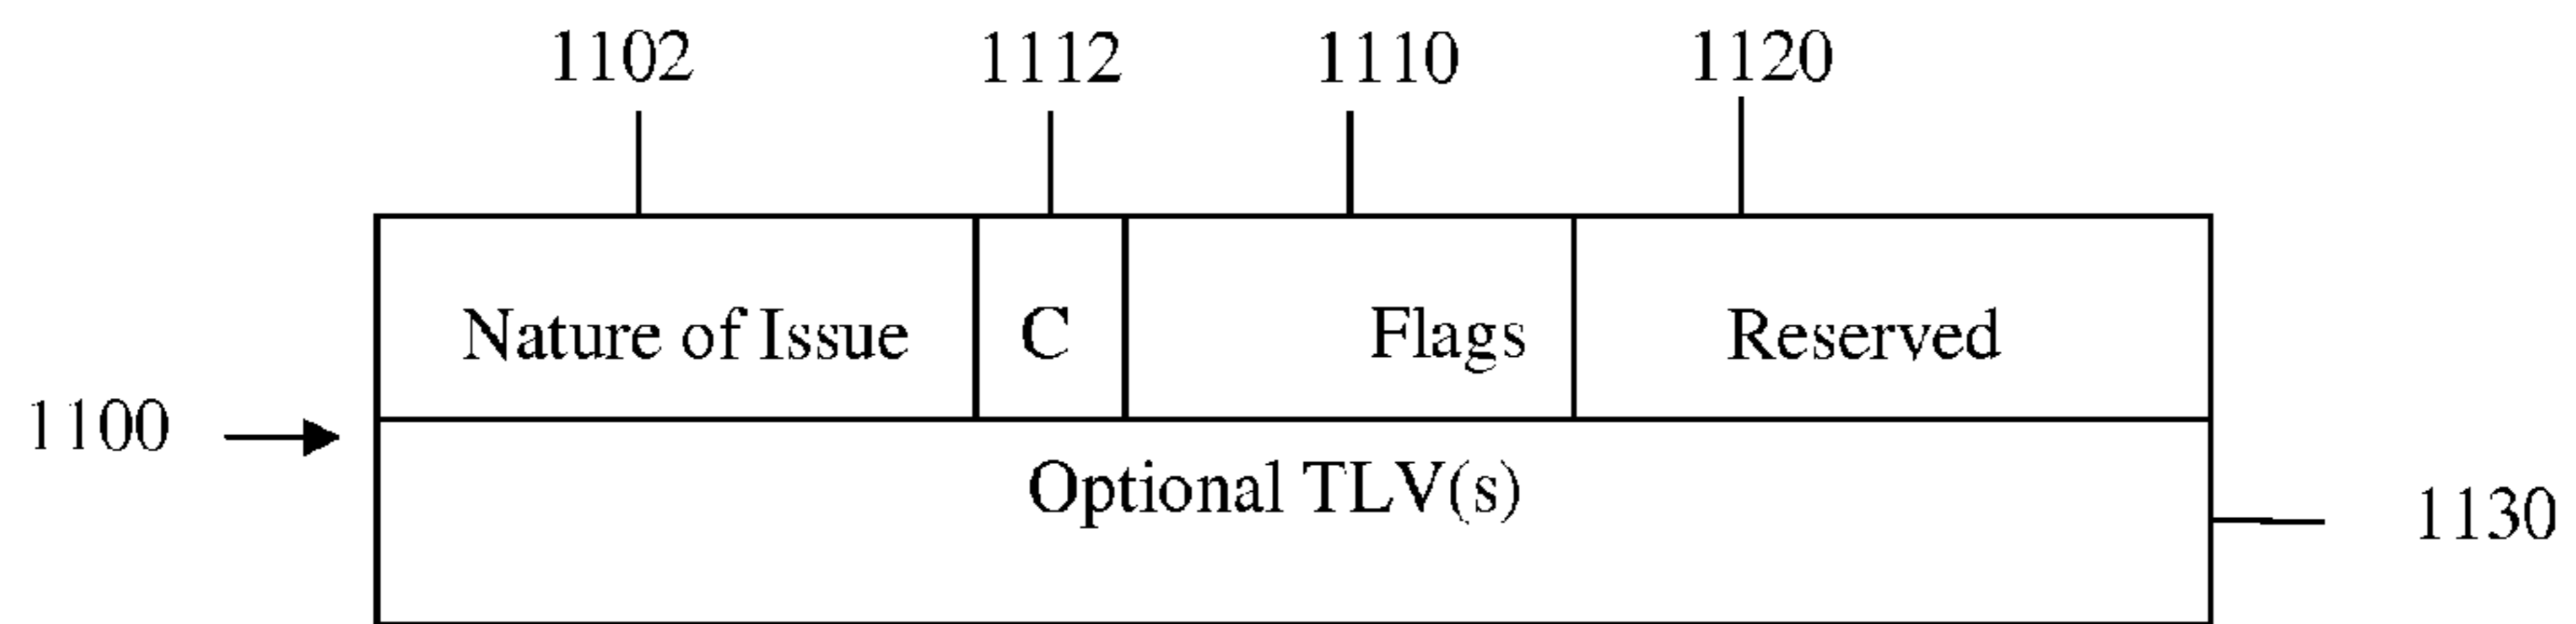 1102 1112 1110 1120
Nature of Issue C Flags Reserved
1100
Optional TLV(s)
1130